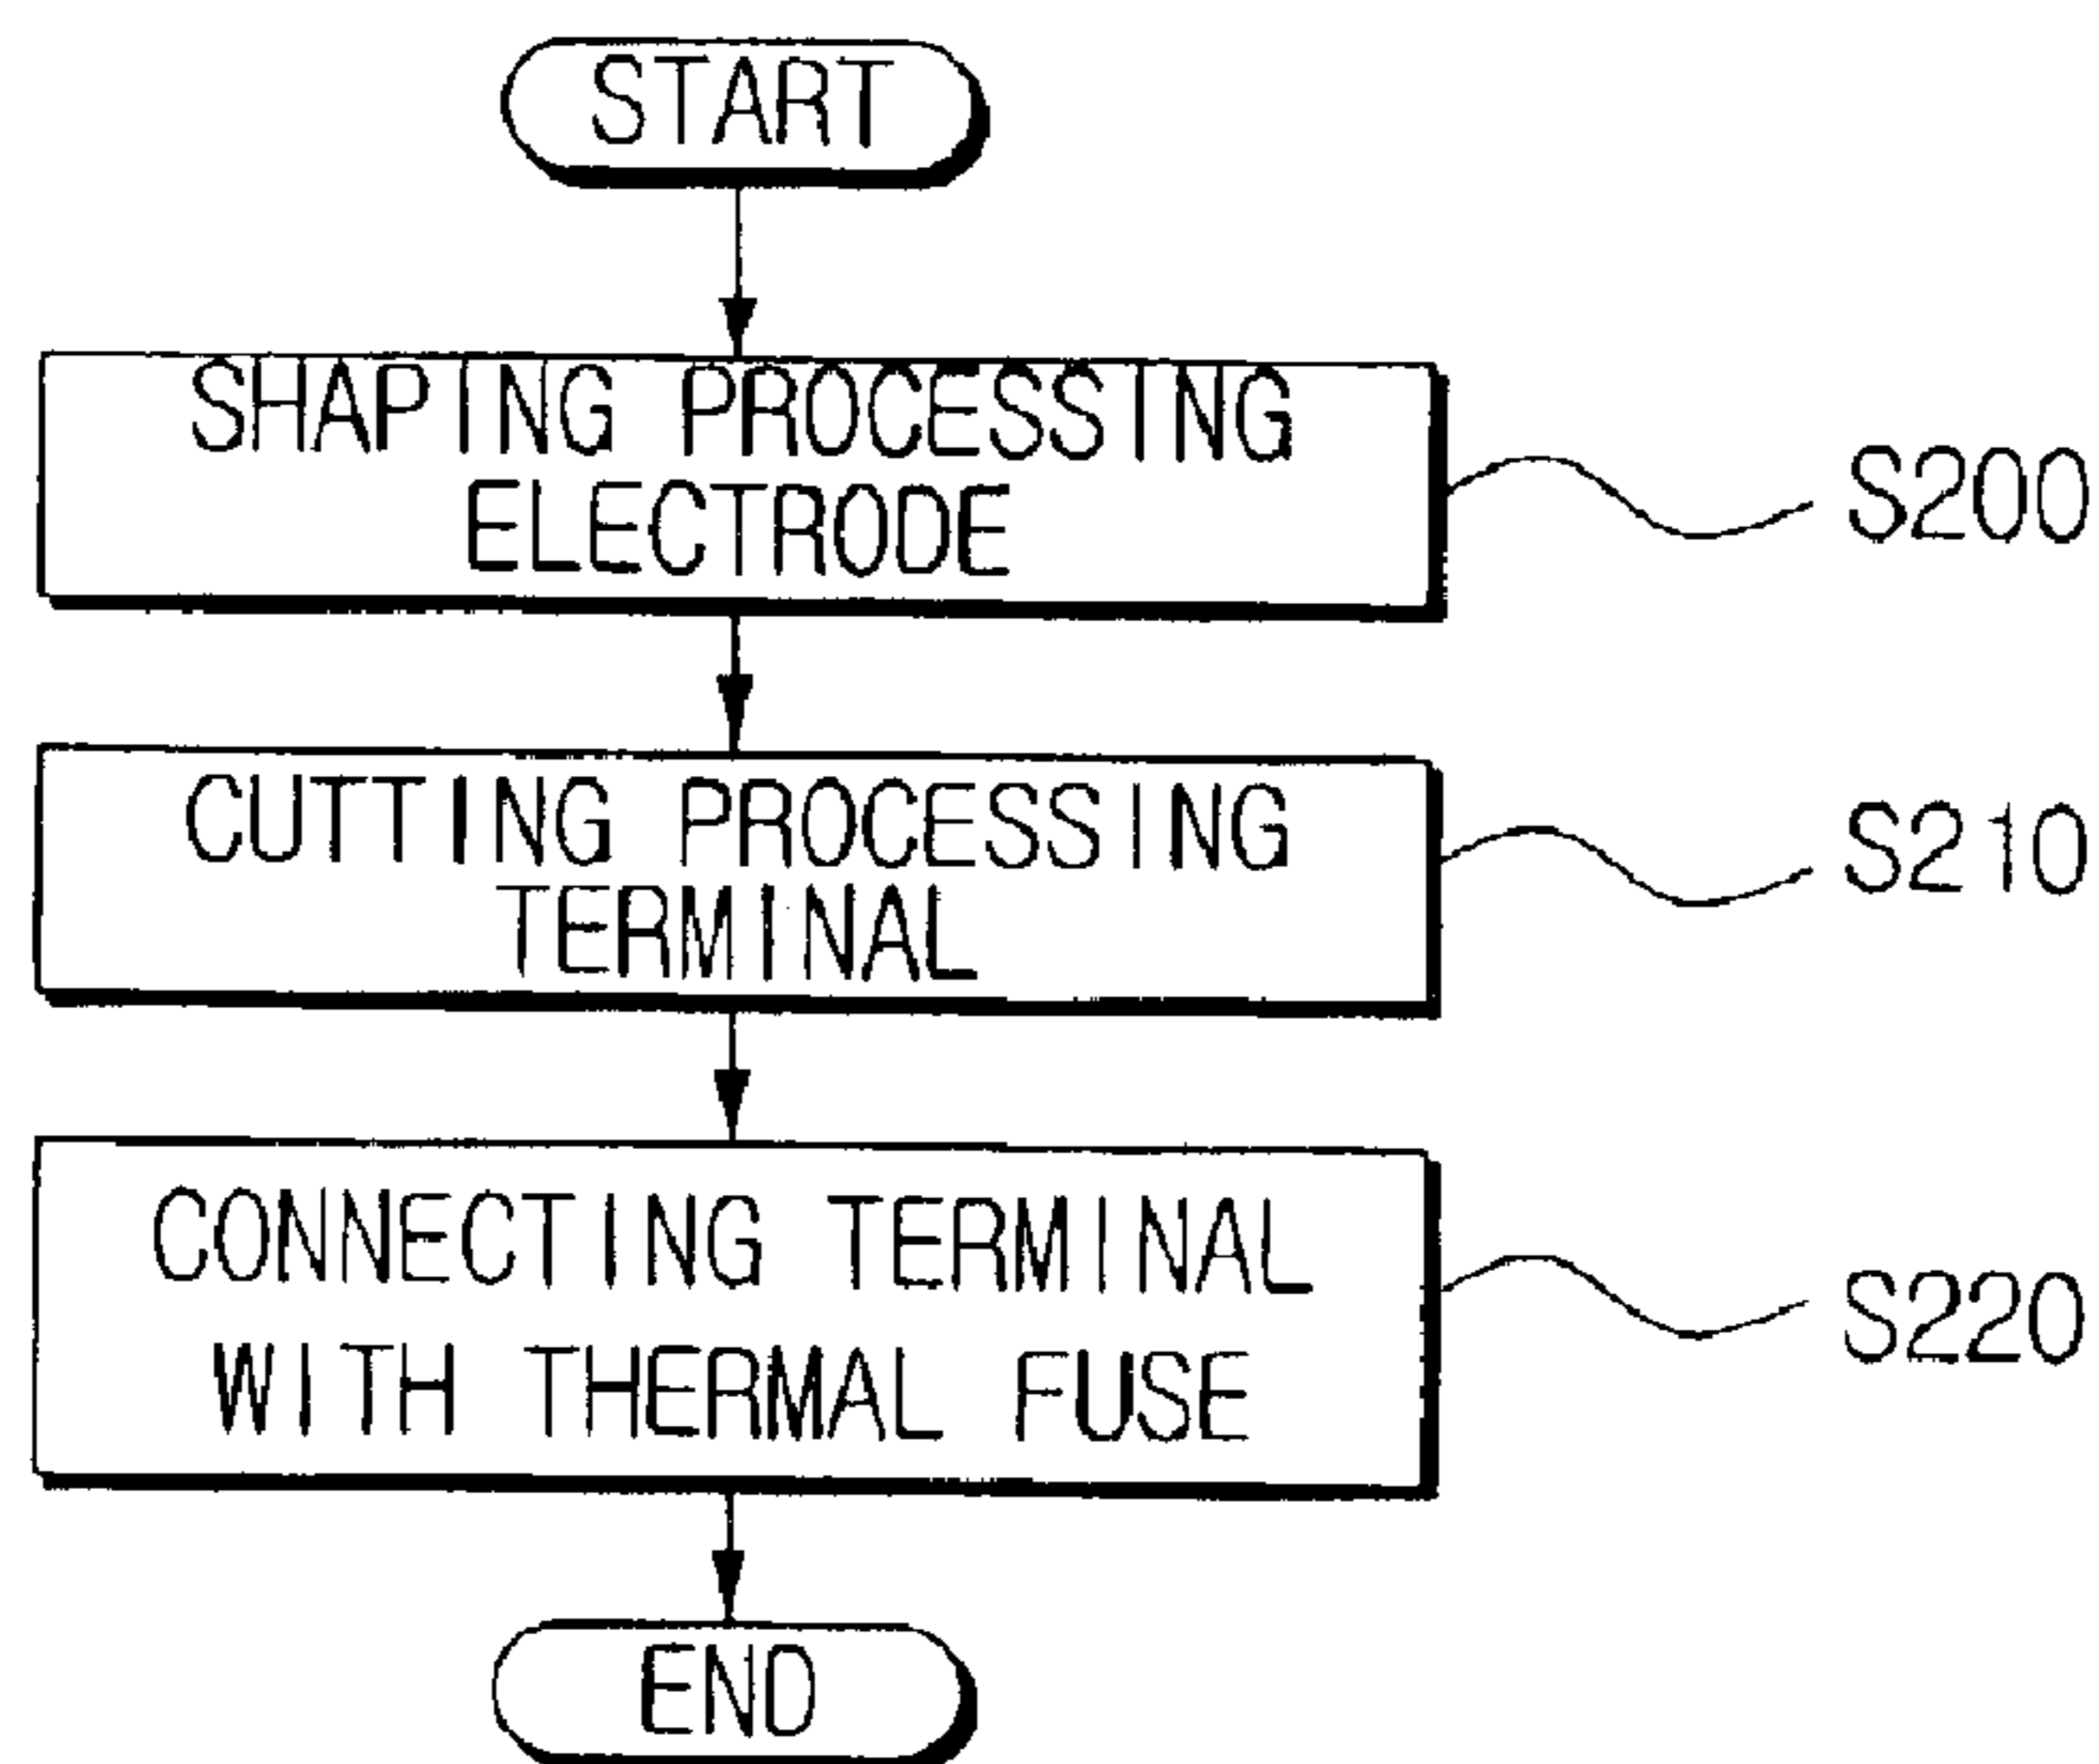 START
SHAPING PROCESSING
ELECTRODE
S200
CUTTING PROCESSING
TERMINAL
S210
CONNECTING TERMINAL
WITH THERMAL FUSE
S220
END